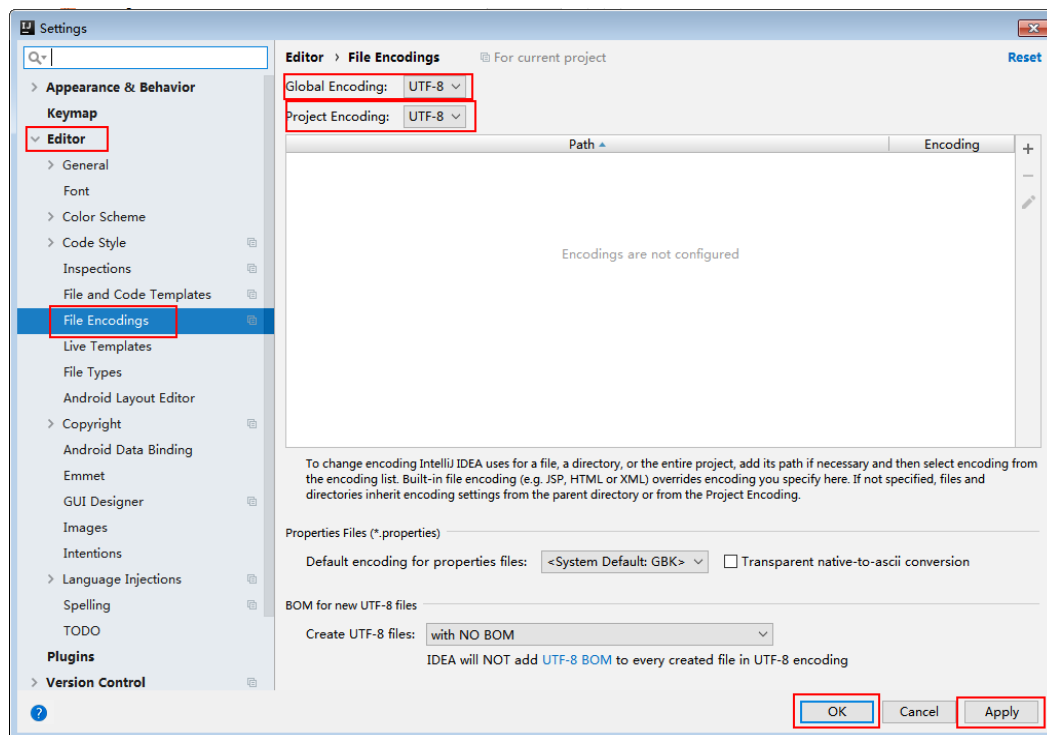 Settings
Editor › File Encodings For current project Reset
Appearance & Behavior
Keymap
Editor
General
Font
Color Scheme
Code Style
Inspections
File and Code Templates
File Encodings
Live Templates
File Types
Android Layout Editor
Copyright
Android Data Binding
Emmet
GUI Designer
Images
Intentions
Language Injections
Spelling
TODO
Plugins
Version Control
Global Encoding: UTF-8
Project Encoding: UTF-8
Path Encoding
Encodings are not configured
To change encoding IntelliJ IDEA uses for a file, a directory, or the entire project, add its path if necessary and then select encoding from
the encoding list. Built-in file encoding (e.g. JSP, HTML or XML) overrides encoding you specify here. If not specified, files and
directories inherit encoding settings from the parent directory or from the Project Encoding.
Properties Files (*.properties)
Default encoding for properties files: <System Default: GBK> Transparent native-to-ascii conversion
BOM for new UTF-8 files
Create UTF-8 files: with NO BOM
IDEA will NOT add UTF-8 BOM to every created file in UTF-8 encoding
? OK Cancel Apply